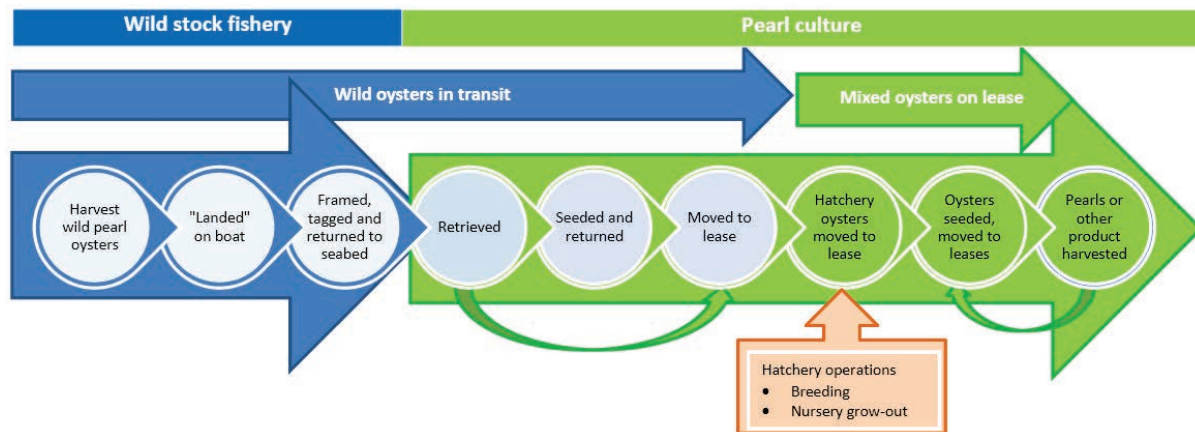 Wild stock fishery
Pearl culture
Wild oysters in transit
Mixed oysters on lease
Harvest
wild pearl
oysters
"Landed"
on boat
Framed,
tagged and
returned to
seabed
Retrieved
Seeded and
returned
Moved to
lease
Hatchery
oysters
moved to
lease
Oysters
seeded,
moved to
leases
Pearls or
other
product
harvested
Hatchery operations
• Breeding
• Nursery grow-out